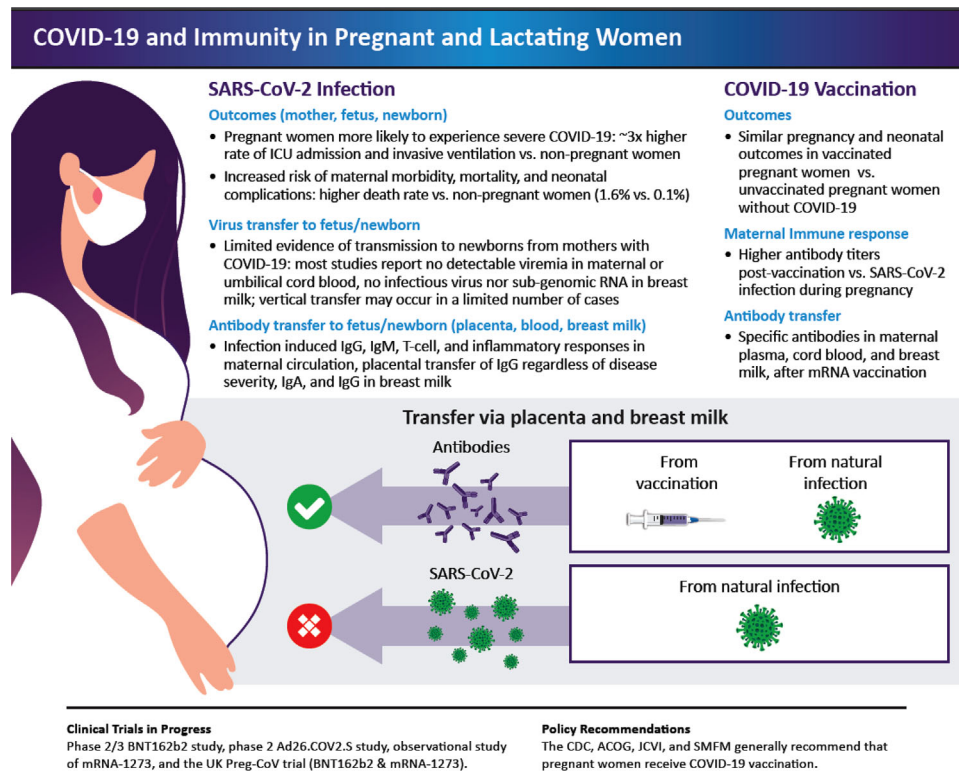 COVID-19 and Immunity in Pregnant and Lactating Women
SARS-CoV-2 Infection
Outcomes (mother, fetus, newborn)
• Pregnant women more likely to experience severe COVID-19: ~3x higher
rate of ICU admission and invasive ventilation vs. non-pregnant women
• Increased risk of maternal morbidity, mortality, and neonatal
complications: higher death rate vs. non-pregnant women (1.6% vs. 0.1%)
Virus transfer to fetus/newborn
• Limited evidence of transmission to newborns from mothers with
COVID-19: most studies report no detectable viremia in maternal or
umbilical cord blood, no infectious virus nor sub-genomic RNA in breast
milk; vertical transfer may occur in a limited number of cases
Antibody transfer to fetus/newborn (placenta, blood, breast milk)
• Infection induced IgG, IgM, T-cell, and inflammatory responses in
maternal circulation, placental transfer of IgG regardless of disease
severity, IgA, and IgG in breast milk
COVID-19 Vaccination
Outcomes
• Similar pregnancy and neonatal
outcomes in vaccinated
pregnant women vs.
unvaccinated pregnant women
without COVID-19
Maternal Immune response
• Higher antibody titers
post-vaccination vs. SARS-CoV-2
infection during pregnancy
Antibody transfer
• Specific antibodies in maternal
plasma, cord blood, and breast
milk, after mRNA vaccination
Transfer via placenta and breast milk
Antibodies
From
vaccination
From natural
infection
SARS-CoV-2
From natural infection
Clinical Trials in Progress
Phase 2/3 BNT162b2 study, phase 2 Ad26.COV2.S study, observational study
of mRNA-1273, and the UK Preg-CoV trial (BNT162b2 & mRNA-1273).
Policy Recommendations
The CDC, ACOG, JCVI, and SMFM generally recommend that
pregnant women receive COVID-19 vaccination.